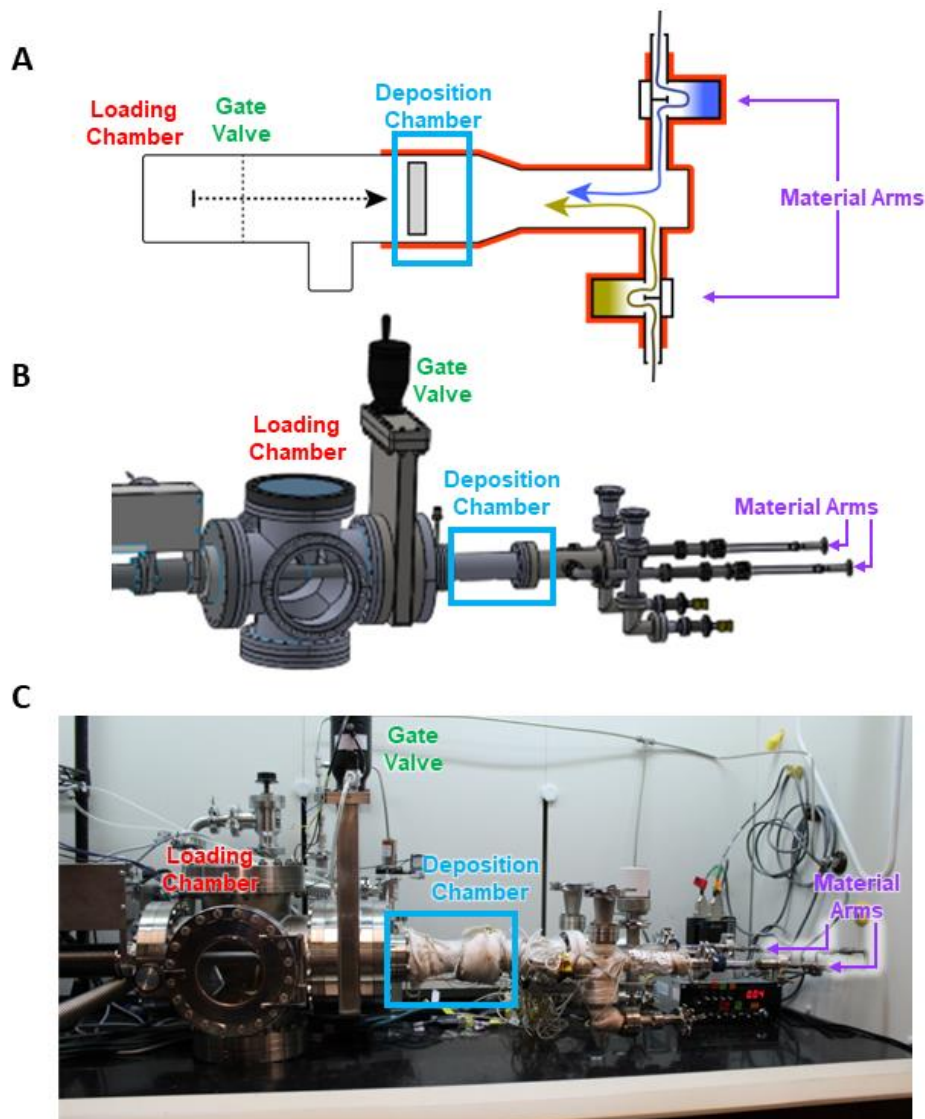 A
Loading
Chamber
Gate
Valve
Deposition
Chamber
Material Arms
B
Gate
Valve
Loading
Chamber
Deposition
Chamber
Material Arms
C
Gate
Valve
Loading
Chamber
Deposition
Chamber
Material
Arms
004